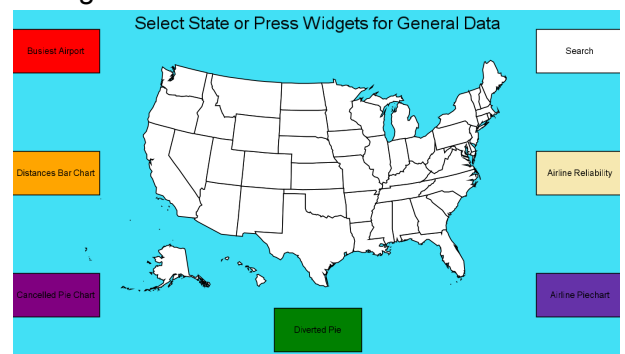 Select State or Press Widgets for General Data
Busiest Airport
Search
Distances Bar Chart
Airline Reliability
Cancelled Pie Chart
Airline Piechart
Diverted Pie